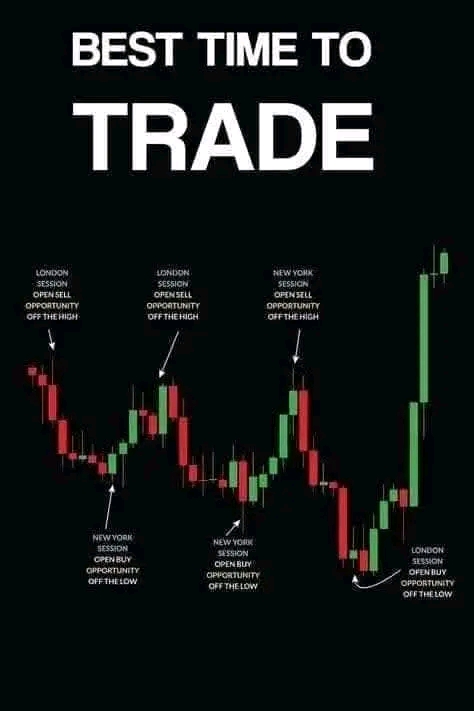 BEST TIME TO
TRADE
LONDON
SESSION
OPEN SELL
OPPORTUNITY
OFF THE HIGH
LONDON
SESSION
OPEN SELL
OPPORTUNITY
OFF THE HIGH
NEW YORK
SESSION
OPEN SELL
OPPORTUNITY
OFF THE HIGH
NEW YORK
SESSION
OPEN BUY
OPPORTUNITY
OFF THE LOW
NEW YORK
SESSION
OPEN BUY
OPPORTUNITY
OFF THE LOW
LONDON
SESSION
OPEN BUY
OPPORTUNITY
OFF THE LOW